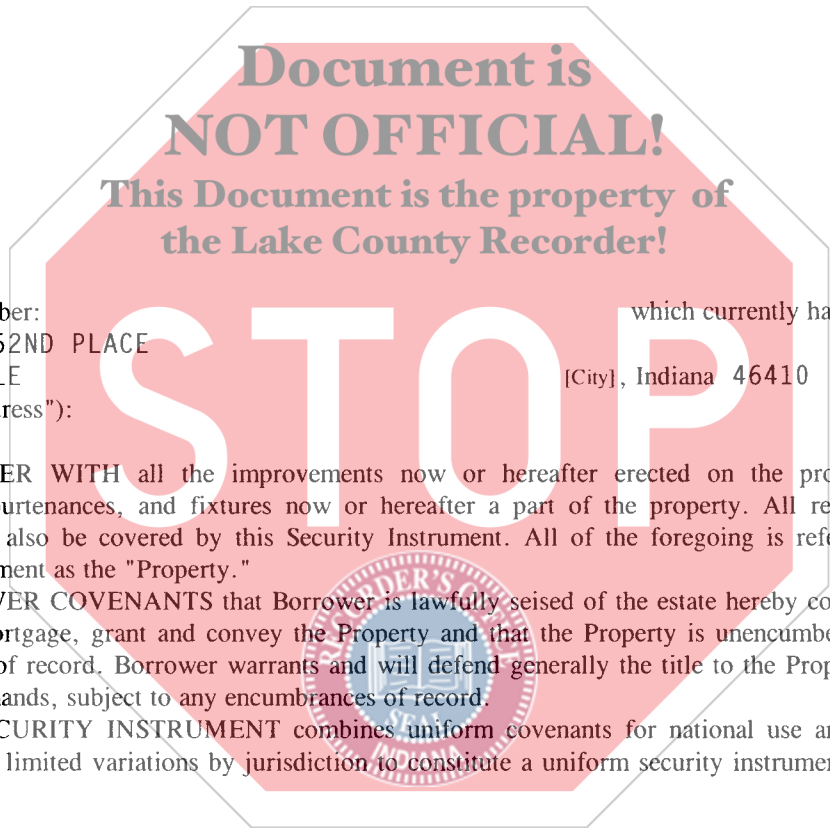 Document is
NOT OFFICIAL!
This Document is the property of
the Lake County Recorder!
ber: which currently ha
52ND PLACE
LE [City], Indiana 46410
ress"):
STOP
ER WITH all the improvements now or hereafter erected on the pro
urtenances, and fixtures now or hereafter a part of the property. All re
also be covered by this Security Instrument. All of the foregoing is refe
ment as the "Property."
VER COVENANTS that Borrower is lawfully seised of the estate hereby co
ortgage, grant and convey the Property and that the Property is unencumbe
of record. Borrower warrants and will defend generally the title to the Prop
ands, subject to any encumbrances of record.
CURITY INSTRUMENT combines uniform covenants for national use an
limited variations by jurisdiction to constitute a uniform security instrumen
RECORDER'S OFFICE
SEAL
INDIANA